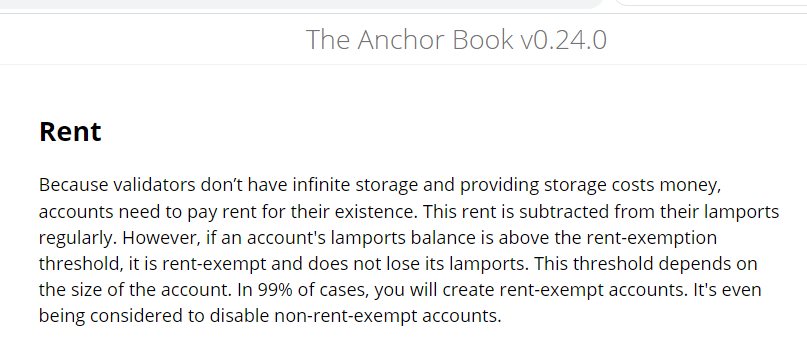 The Anchor Book v0.24.0
Rent
Because validators don’t have infinite storage and providing storage costs money,
accounts need to pay rent for their existence. This rent is subtracted from their lamports
regularly. However, if an account's lamports balance is above the rent-exemption
threshold, it is rent-exempt and does not lose its lamports. This threshold depends on
the size of the account. In 99% of cases, you will create rent-exempt accounts. It's even
being considered to disable non-rent-exempt accounts.